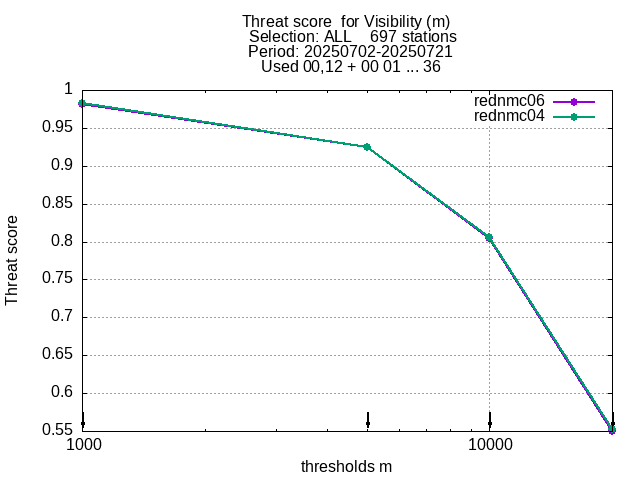 Threat score  for Visibility (m)
Selection: ALL    697 stations
Period: 20250702-20250721
Used 00,12 + 00 01 ... 36
rednmc06
rednmc04
1
0.95
0.9
0.85
0.8
0.75
0.7
0.65
0.6
0.55
Threat score
1000 10000
thresholds m